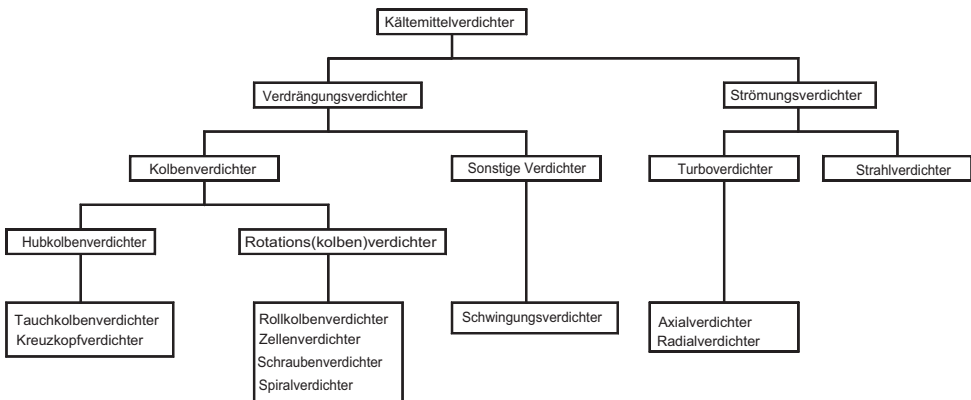 Kältemittelverdichter
Verdrängungsverdichter
Strömungsverdichter
Kolbenverdichter
Sonstige Verdichter
Turboverdichter
Strahlverdichter
Hubkolbenverdichter
Rotations(kolben)verdichter
Tauchkolbenverdichter
Kreuzkopfverdichter
Rollkolbenverdichter
Zellenverdichter
Schraubenverdichter
Spiralverdichter
Schwingungsverdichter
Axialverdichter
Radialverdichter